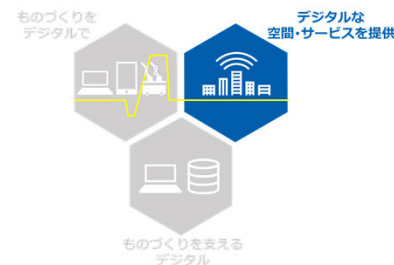 ものづくりを
デジタルで
デジタルな
空間・サービスを提供
ものづくりを支える
デジタル